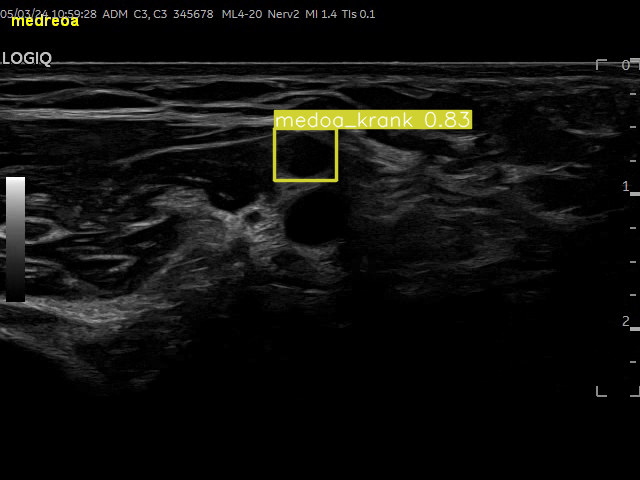 05/03/24 10:59:28 ADM C3, C3 345678 ML4-20 Nerv2 MI 1.4 TIs 0.1
medreoa
LOGIQ
0
medoa_krank 0.83
1
2